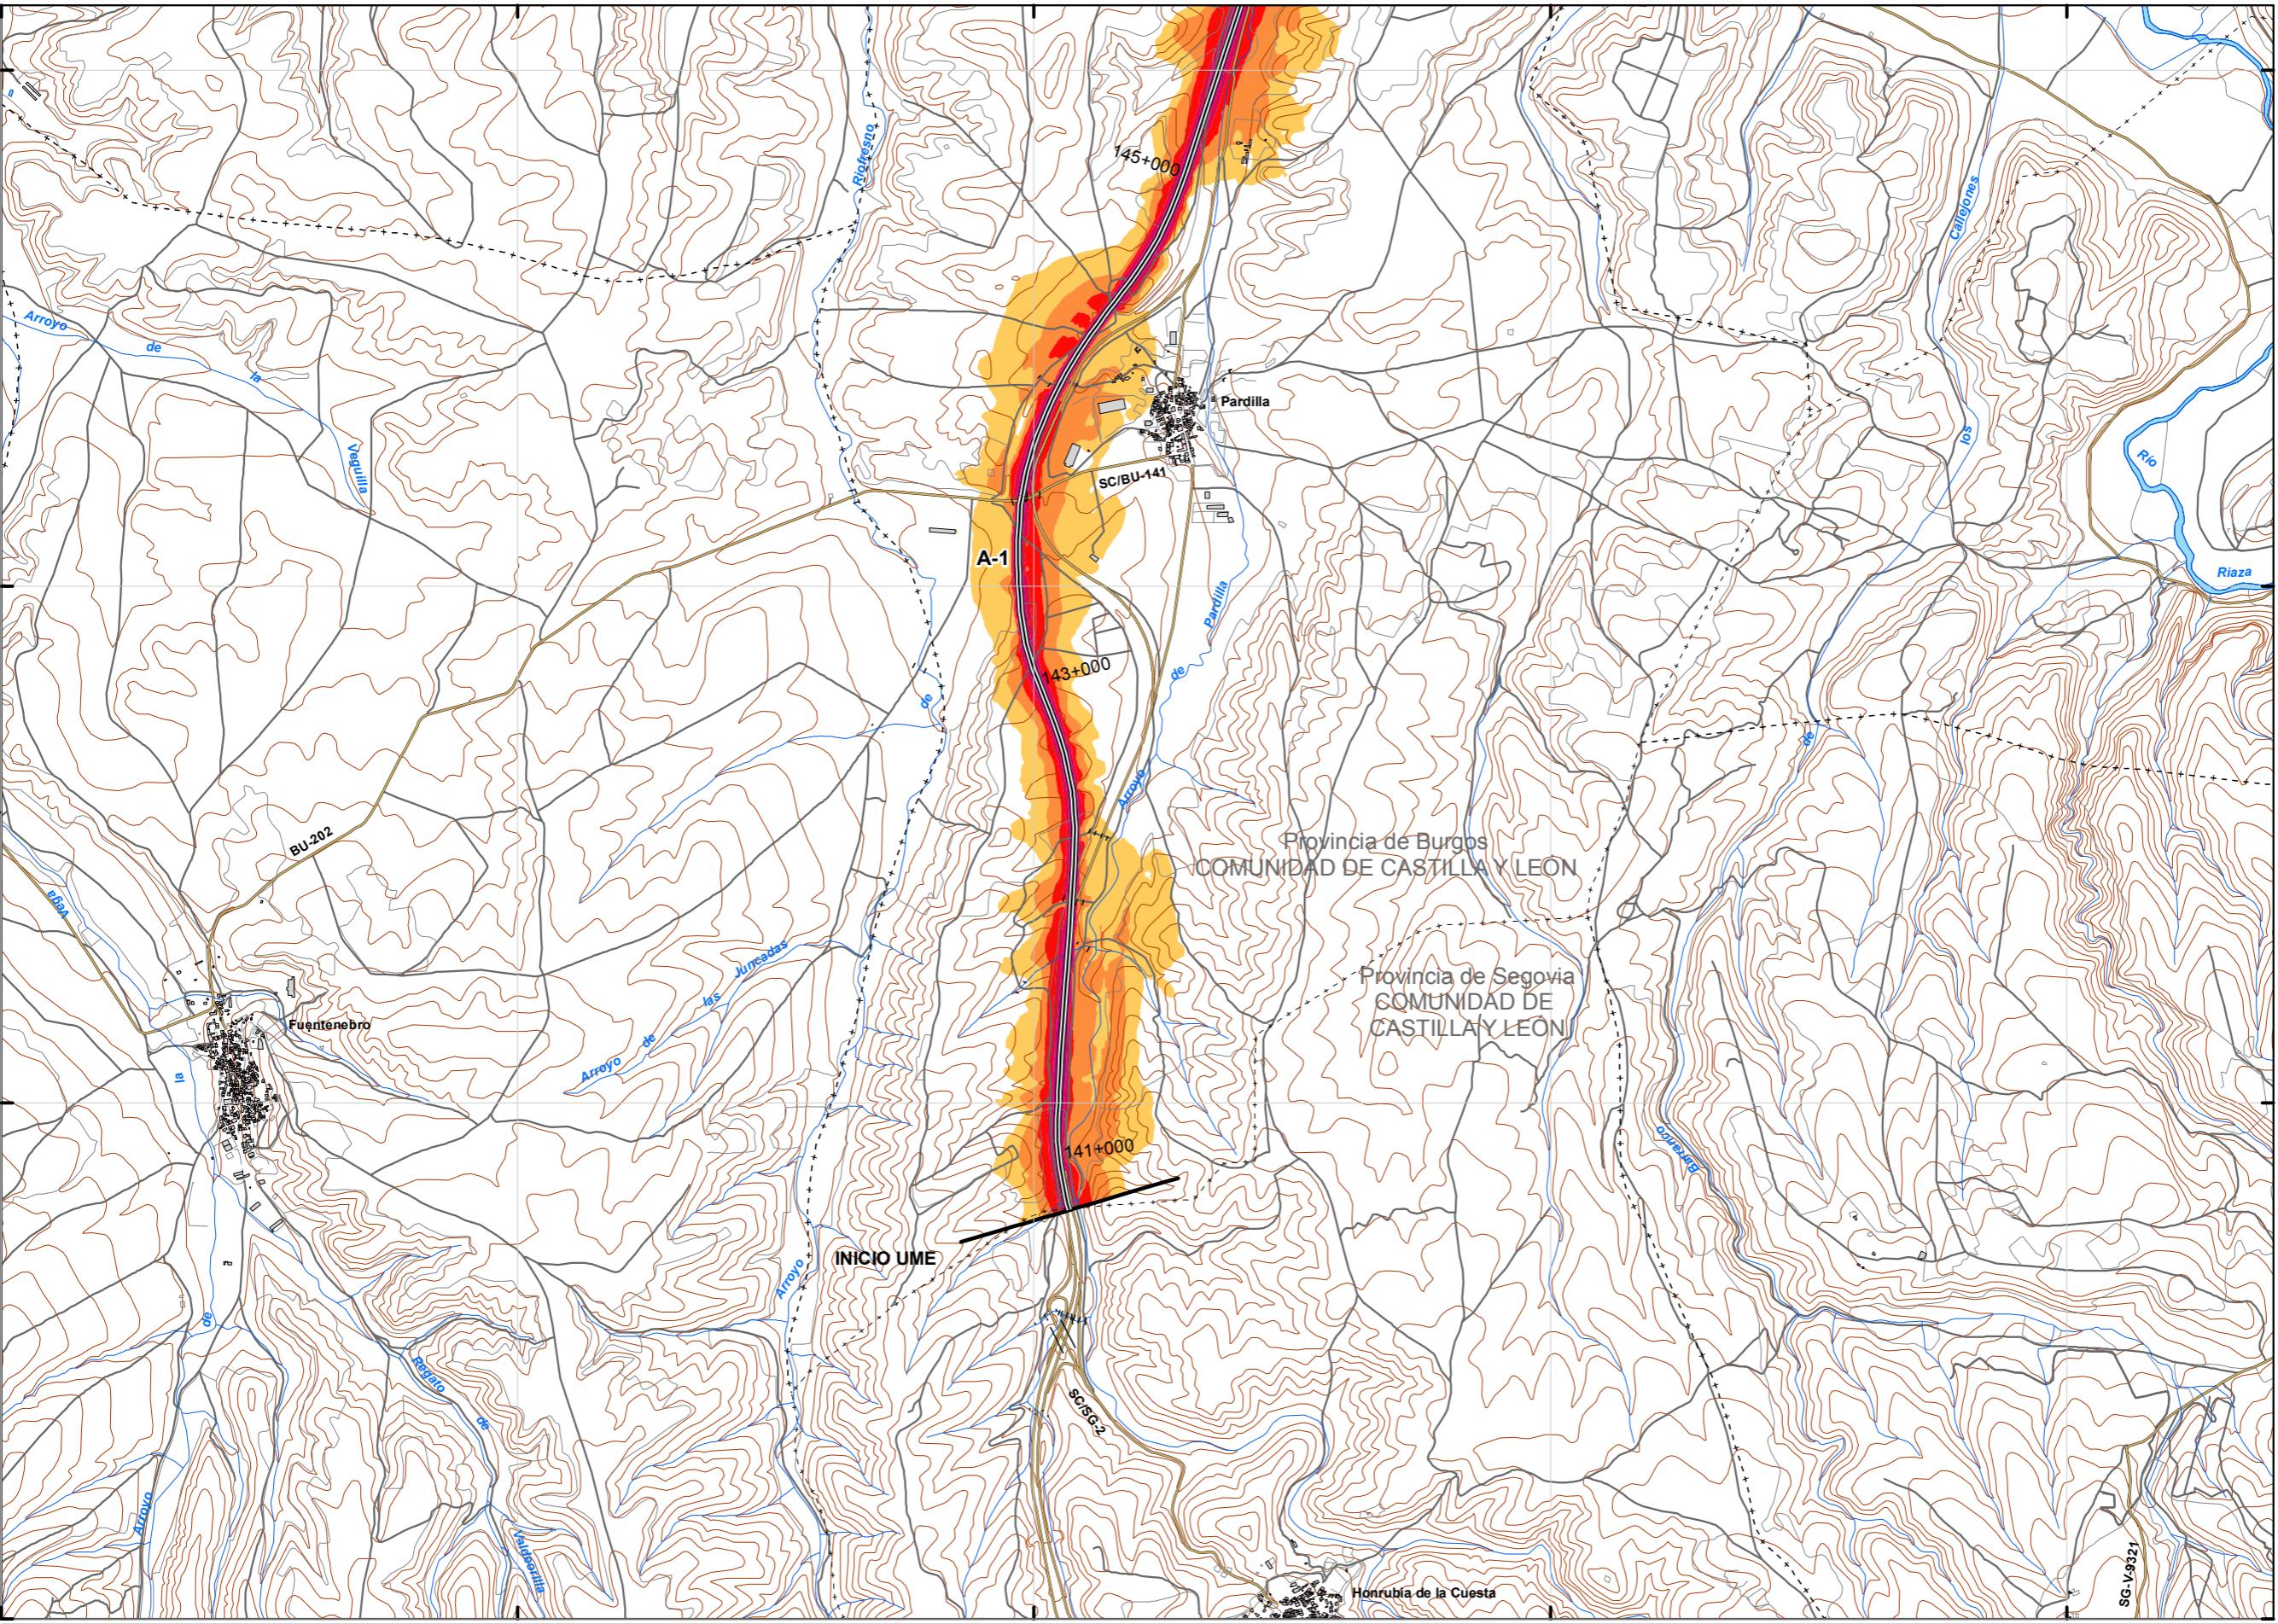 145+000
Riofresno
Callejones
Arroyo
de
la
Veguilla
Pardilla
SC/BU-141
los
Río
Riaza
A-1
Pardilla
de
143+000
de
de
Arroyo
BU-202
Provincia de Burgos
COMUNIDAD DE CASTILLA Y LEÓN
Vega
Juncadas
las
de
Arroyo
Provincia de Segovia
COMUNIDAD DE
CASTILLA Y LEÓN
Fuentenebro
la
141+000
Barranco
INICIO UME
Arroyo
de
Regato
de
SC/SG-2
Arroyo
Valdeorilla
Honrubia de la Cuesta
SG-V-9321